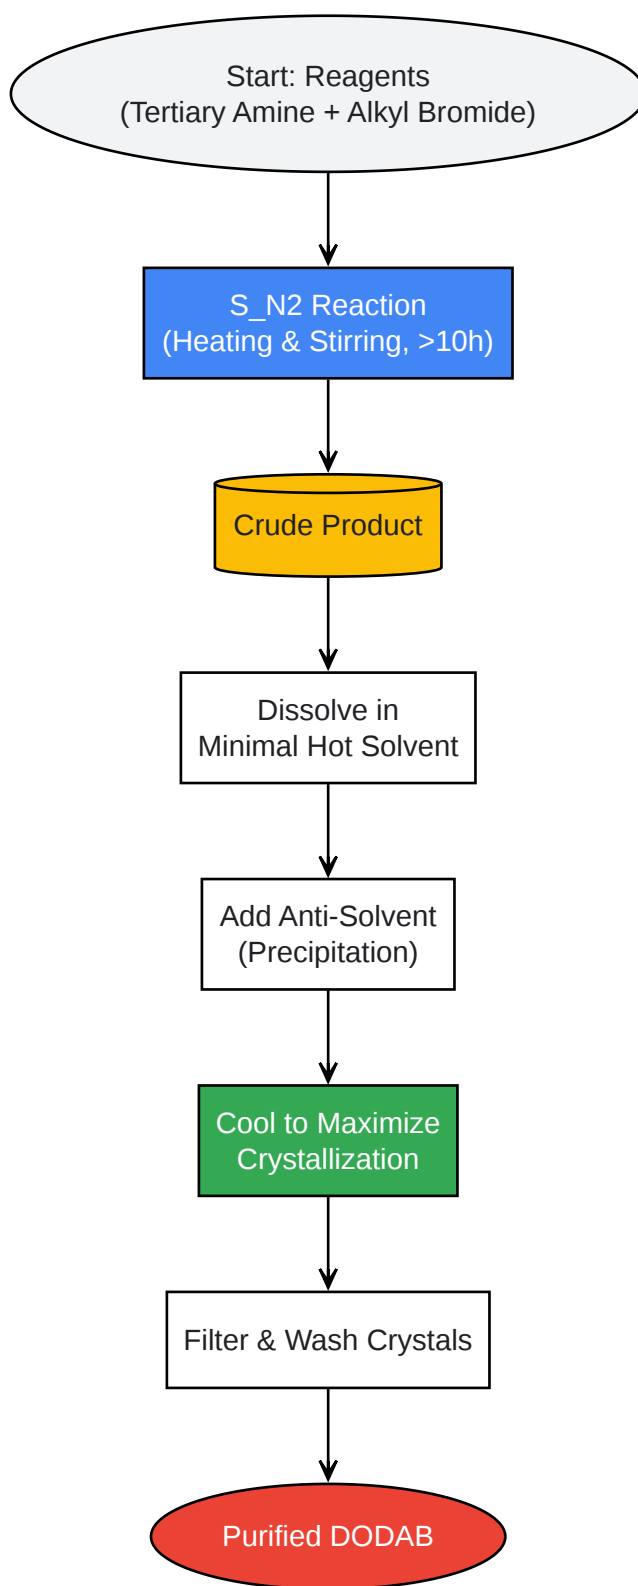 Start: Reagents
(Tertiary Amine + Alkyl Bromide)
S_N2 Reaction
(Heating & Stirring, >10h)
Crude Product
Dissolve in
Minimal Hot Solvent
Add Anti-Solvent
(Precipitation)
Cool to Maximize
Crystallization
Filter & Wash Crystals
Purified DODAB